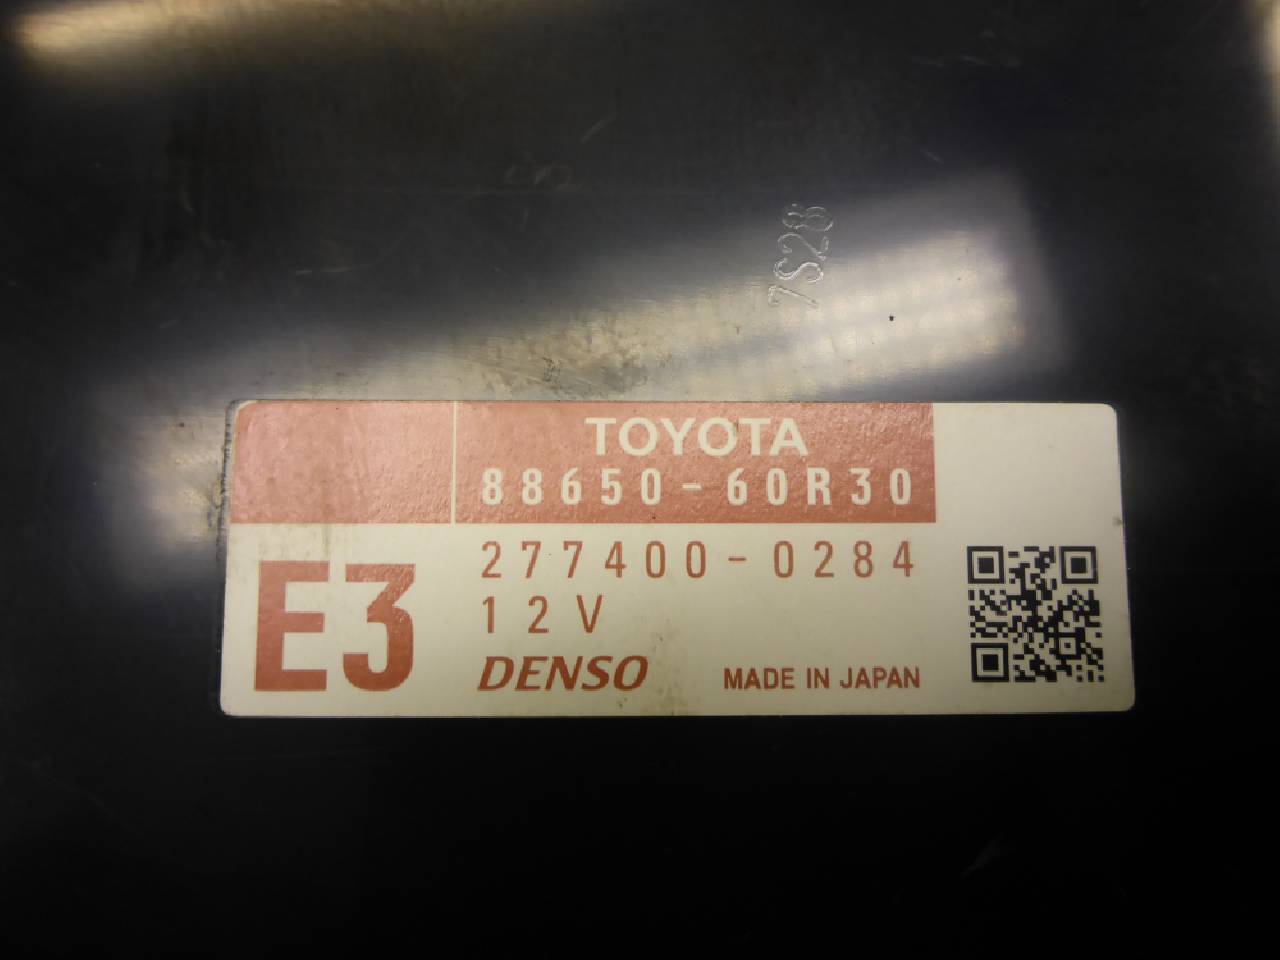 7S28
TOYOTA
88650-60R30
E3
277400-0284
12V
DENSO
MADE IN JAPAN